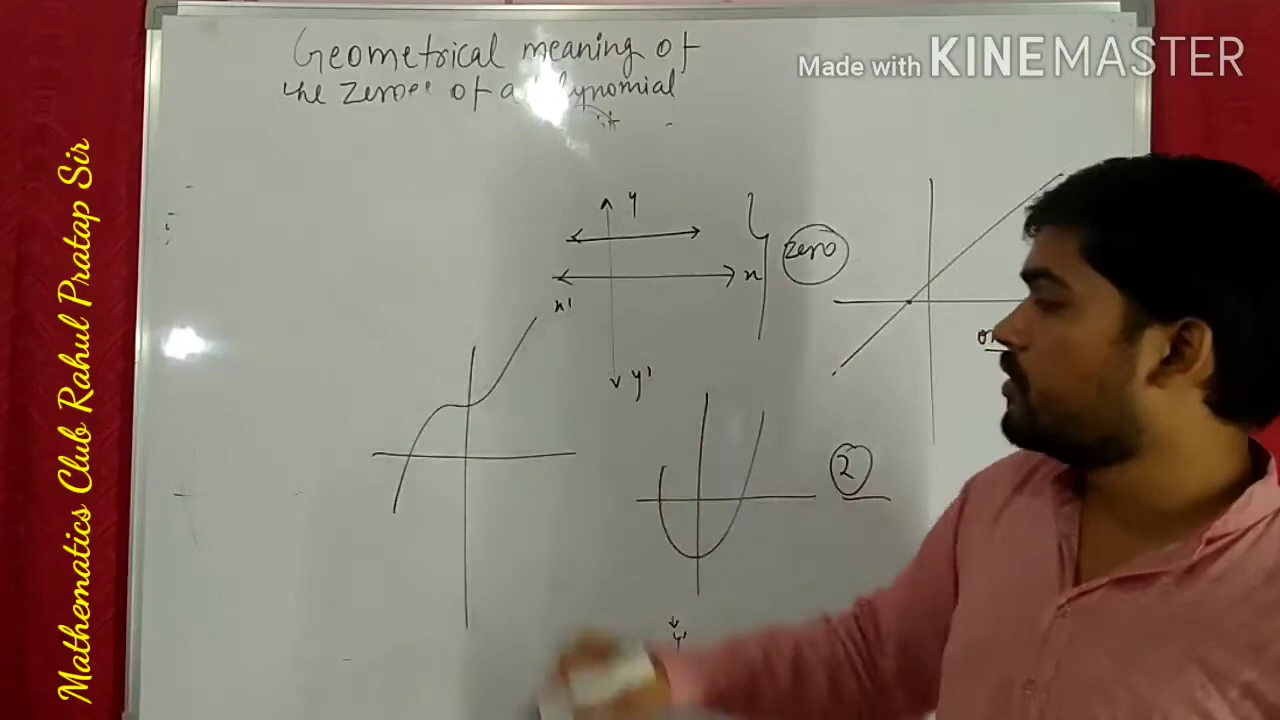 Geometrical meaning of
the zeroes of a polynomial
Made with KINEMASTER
Mathematics Club Rahul Pratap Sir
y
x
x'
y'
zero
2
y'